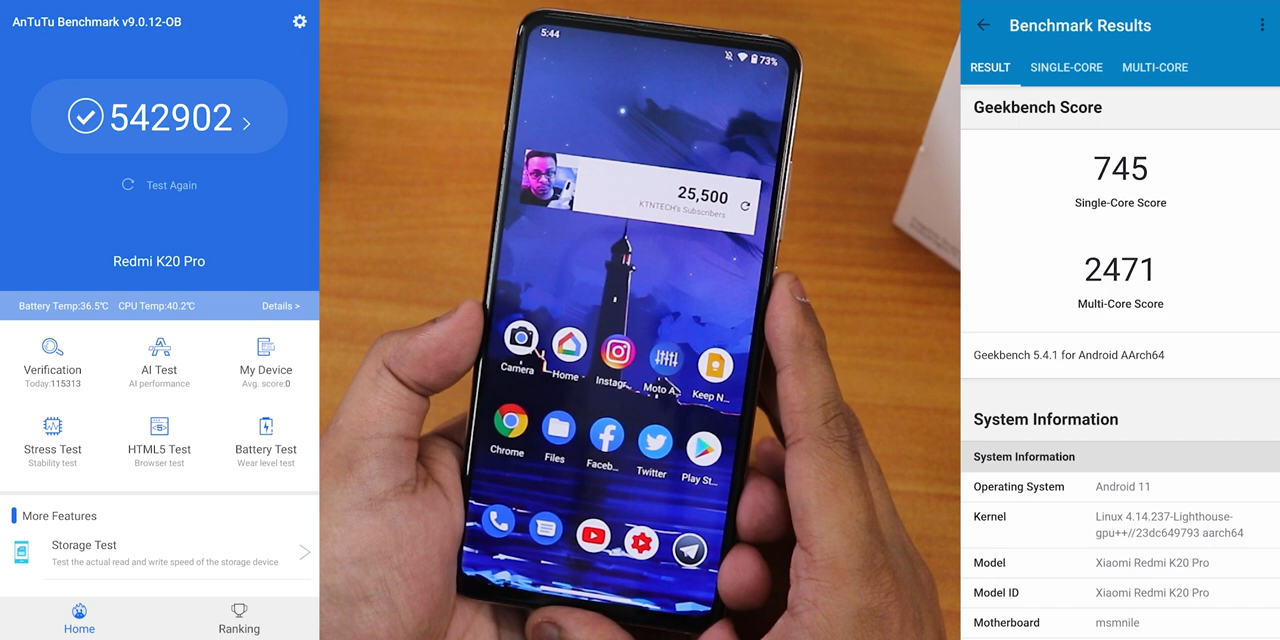 AnTuTu Benchmark v9.0.12-OB
542902
Test Again
Redmi K20 Pro
Battery Temp:36.5℃ CPU Temp:40.2℃ Details >
Verification
Today:115313
AI Test
AI performance
My Device
Avg. score:0
Stress Test
Stability test
HTML5 Test
Browser test
Battery Test
Wear level test
More Features
Storage Test
Test the actual read and write speed of the storage device
Home
Ranking
5:44
73%
25,500
KTNTECH's Subscribers
Camera
Home
Instagr...
Moto A...
Keep N...
Chrome
Files
Faceb...
Twitter
Play St...
Benchmark Results
RESULT SINGLE-CORE MULTI-CORE
Geekbench Score
745
Single-Core Score
2471
Multi-Core Score
Geekbench 5.4.1 for Android AArch64
System Information
System Information
Operating System Android 11
Kernel Linux 4.14.237-Lighthouse-
gpu++//23dc649793 aarch64
Model Xiaomi Redmi K20 Pro
Model ID Xiaomi Redmi K20 Pro
Motherboard msmnile